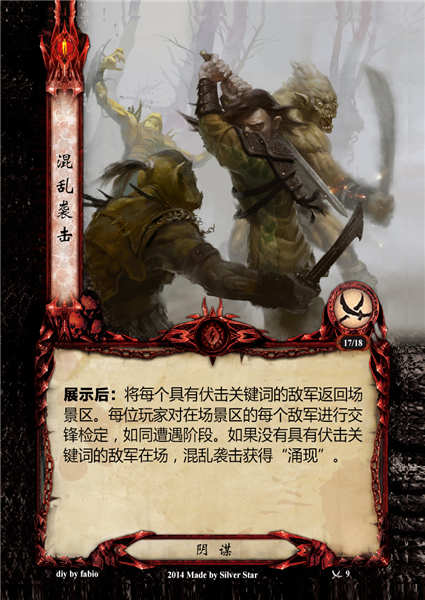 混乱袭击
17/18
展示后：将每个具有伏击关键词的敌军返回场
景区。每位玩家对在场景区的每个敌军进行交
锋检定，如同遭遇阶段。如果没有具有伏击关
键词的敌军在场，混乱袭击获得“涌现”。
阴谋
diy by fabio
2014 Made by Silver Star
9